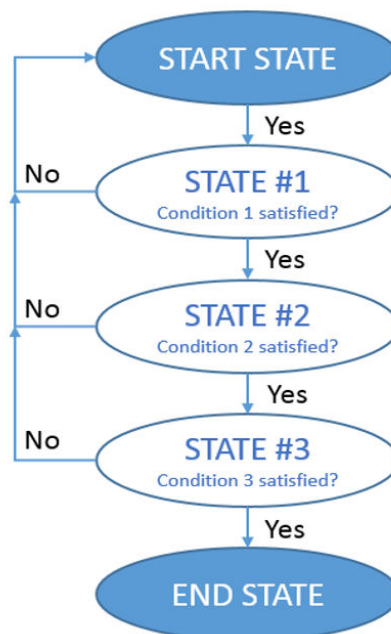 START STATE
Yes
No
STATE #1
Condition 1 satisfied?
Yes
No
STATE #2
Condition 2 satisfied?
Yes
No
STATE #3
Condition 3 satisfied?
Yes
END STATE